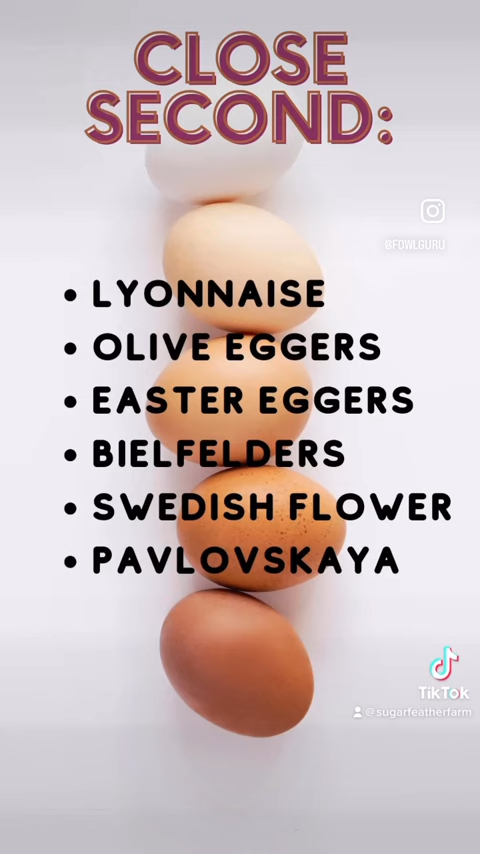 CLOSE
SECOND:
@FOWLGURU
• LYONNAISE
• OLIVE EGGERS
• EASTER EGGERS
• BIELFELDERS
• SWEDISH FLOWER
• PAVLOVSKAYA
TikTok
@sugarfeatherfarm